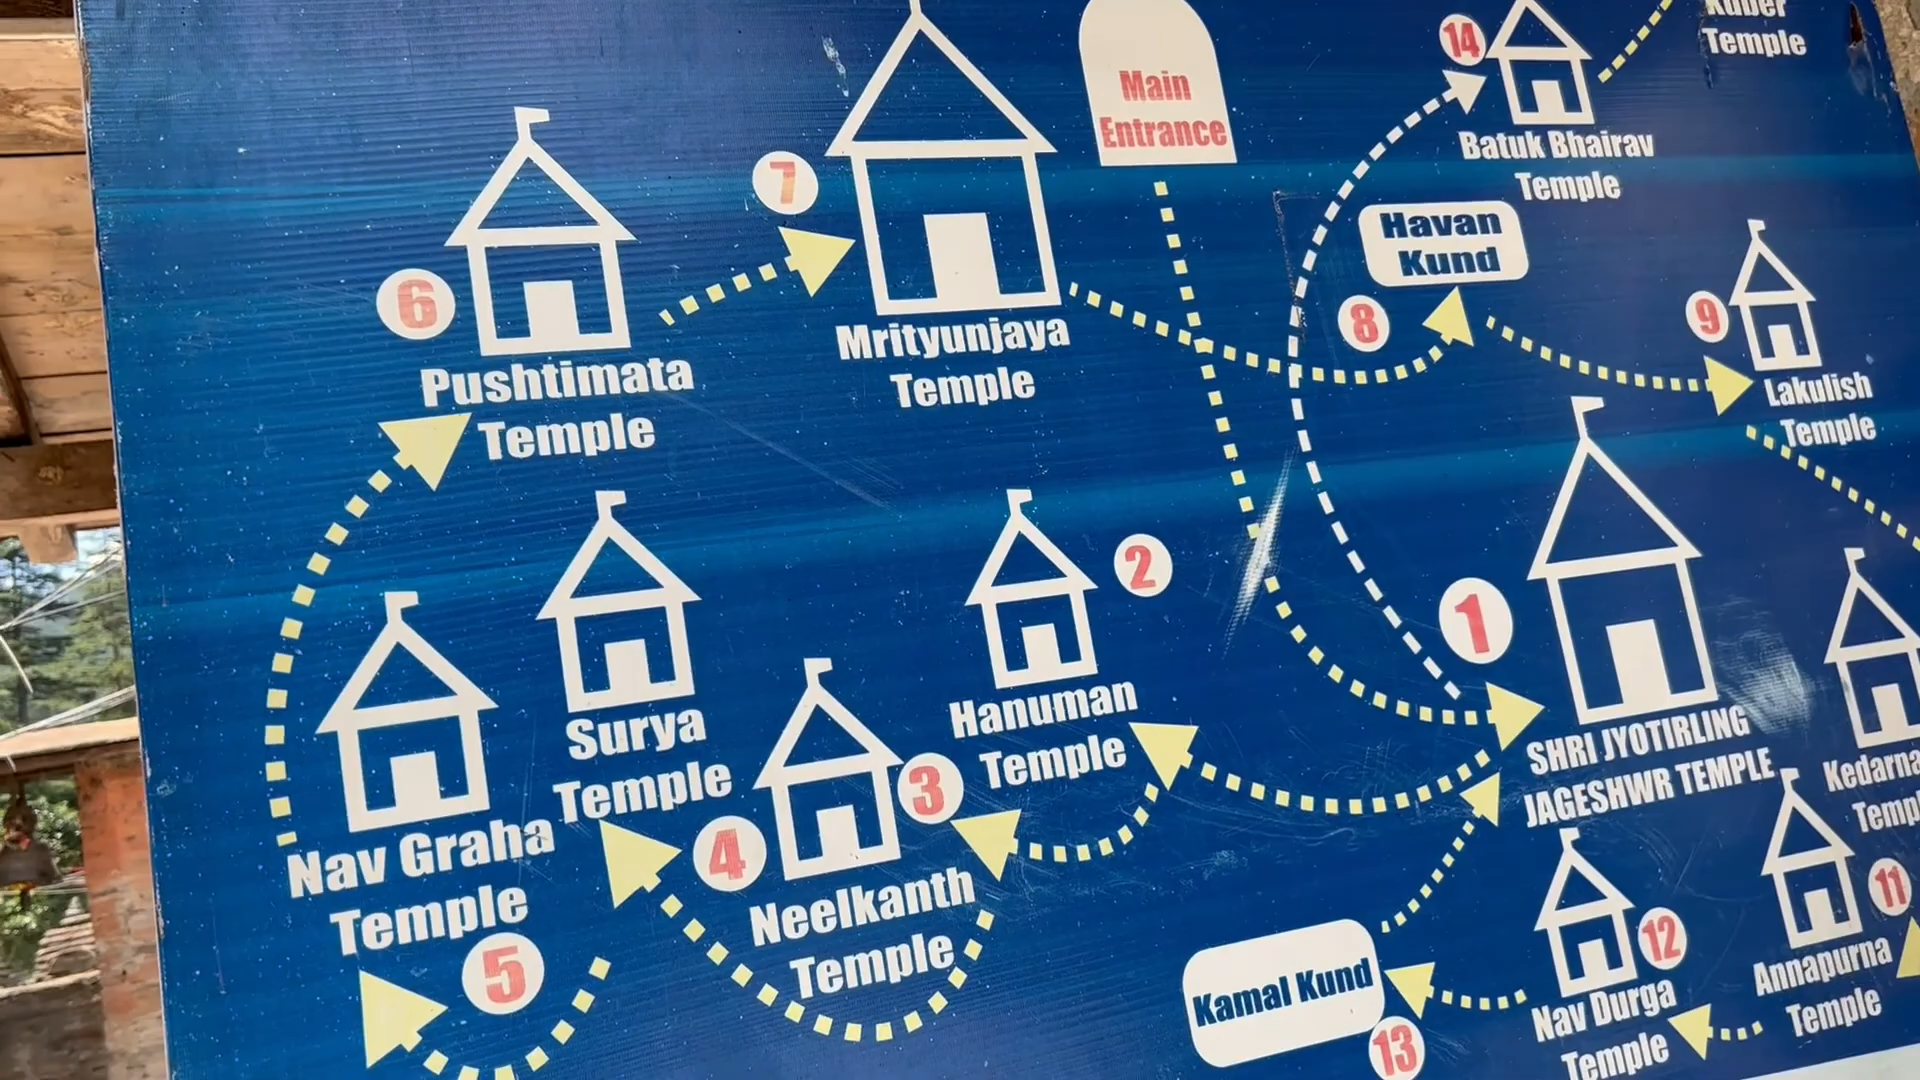 Main
Entrance
14
Batuk Bhairav
Temple
Kuber
Temple
7
Mrityunjaya
Temple
6
Pushtimata
Temple
Havan
Kund
8
9
Lakulish
Temple
1
SHRI JYOTIRLING
JAGESHWR TEMPLE
2
Hanuman
Temple
Surya
Temple
3
4
Neelkanth
Temple
Nav Graha
Temple
5
Kamal Kund
13
12
Nav Durga
Temple
11
Annapurna
Temple